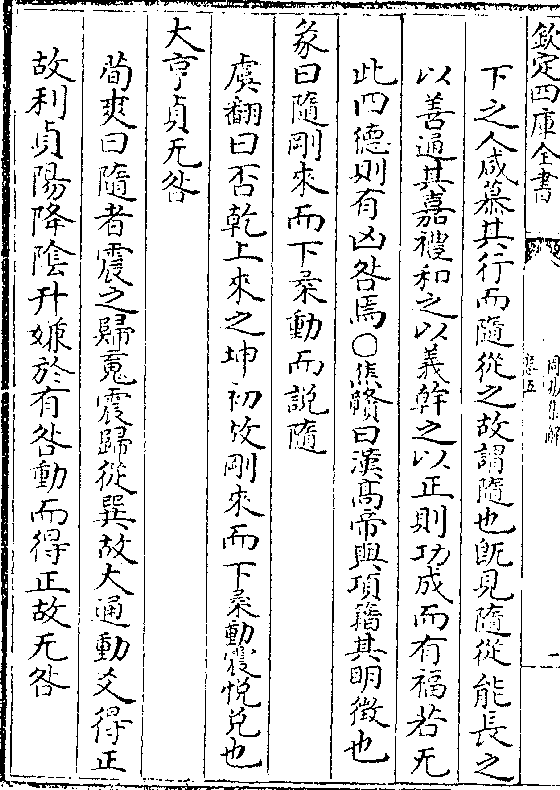 欽定四庫全書
周易集解
卷五
下之人咸慕其行而隨從之故謂隨也既見隨從能長之
以善通其嘉禮和之以義幹之以正則功成而有福若无
此四德則有凶咎焉○焦贛曰漢高帝與項籍其明徵也
彖曰隨剛來而下柔動而說隨
虞翻曰否乾上來之坤初故剛來而下柔動震悅兌也
大亨貞无咎
荀爽曰隨者震之歸䰟震歸從巽故大通動爻得正
故利貞陽降陰升嫌於有咎動而得正故无咎